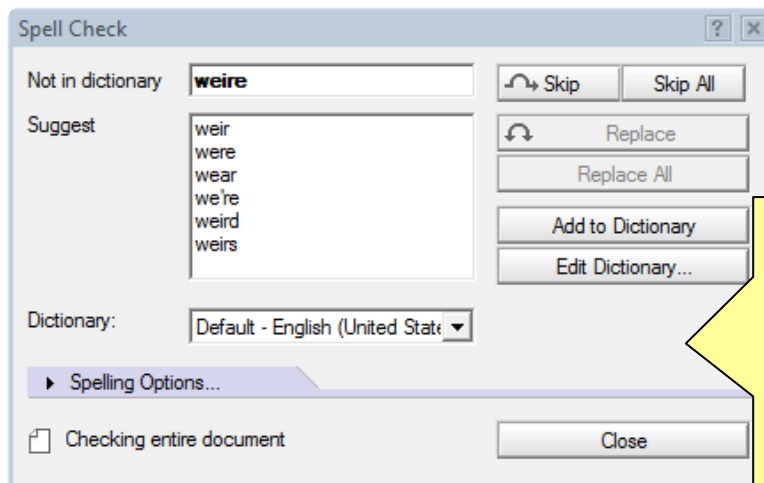 Spell Check
Not in dictionary
weire
Skip
Skip All
Suggest
weir
were
wear
we're
weird
weirs
Replace
Replace All
Add to Dictionary
Edit Dictionary...
Dictionary:
Default - English (United State
Spelling Options...
Checking entire document
Close